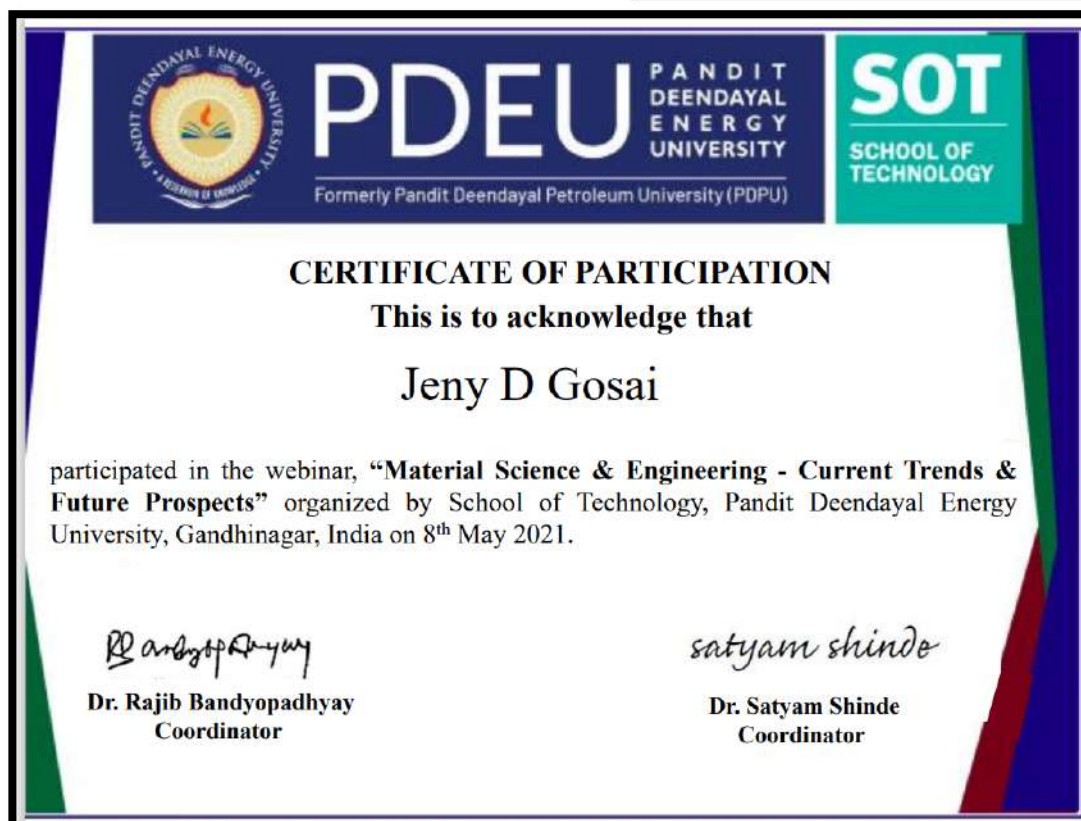 PANDIT DEENDAYAL ENERGY UNIVERSITY
• A RESERVOIR OF KNOWLEDGE •
PDEU
PANDIT
DEENDAYAL
ENERGY
UNIVERSITY
Formerly Pandit Deendayal Petroleum University (PDPU)
SOT
SCHOOL OF
TECHNOLOGY
CERTIFICATE OF PARTICIPATION
This is to acknowledge that
Jeny D Gosai
participated in the webinar, “Material Science & Engineering - Current Trends &
Future Prospects” organized by School of Technology, Pandit Deendayal Energy
University, Gandhinagar, India on 8th May 2021.
satyam shinde
Dr. Rajib Bandyopadhyay
Coordinator
Dr. Satyam Shinde
Coordinator